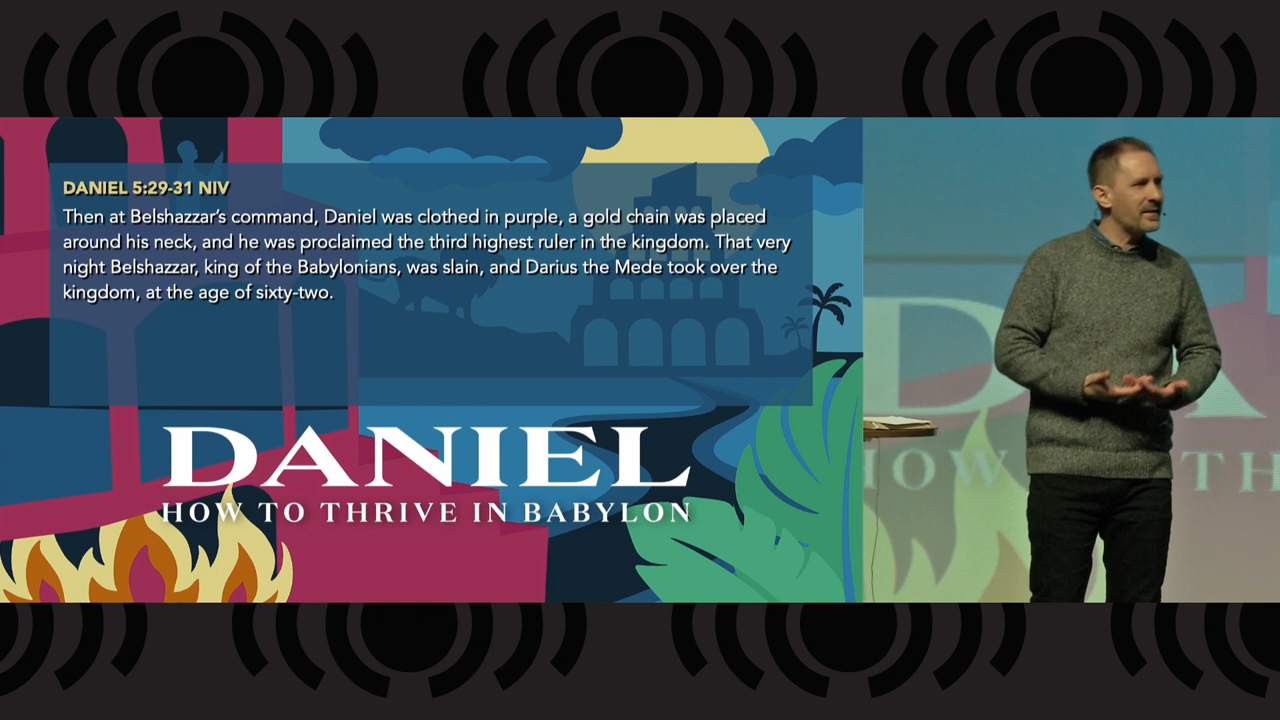 DANIEL 5:29-31 NIV
Then at Belshazzar's command, Daniel was clothed in purple, a gold chain was placed
around his neck, and he was proclaimed the third highest ruler in the kingdom. That very
night Belshazzar, king of the Babylonians, was slain, and Darius the Mede took over the
kingdom, at the age of sixty-two.
DANIEL
HOW TO THRIVE IN BABYLON
D A
HOW TH